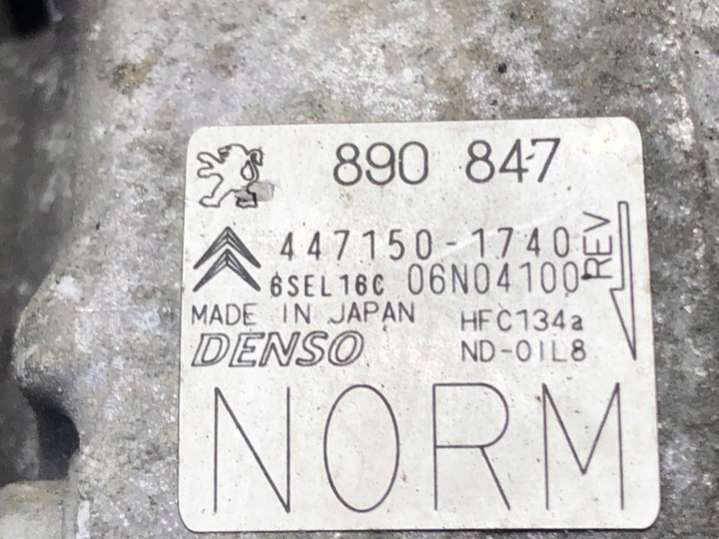 890 847
447150-1740
6SEL16C 06N04100
REV
MADE IN JAPAN HFC134a
DENSO ND-OIL8
NORM